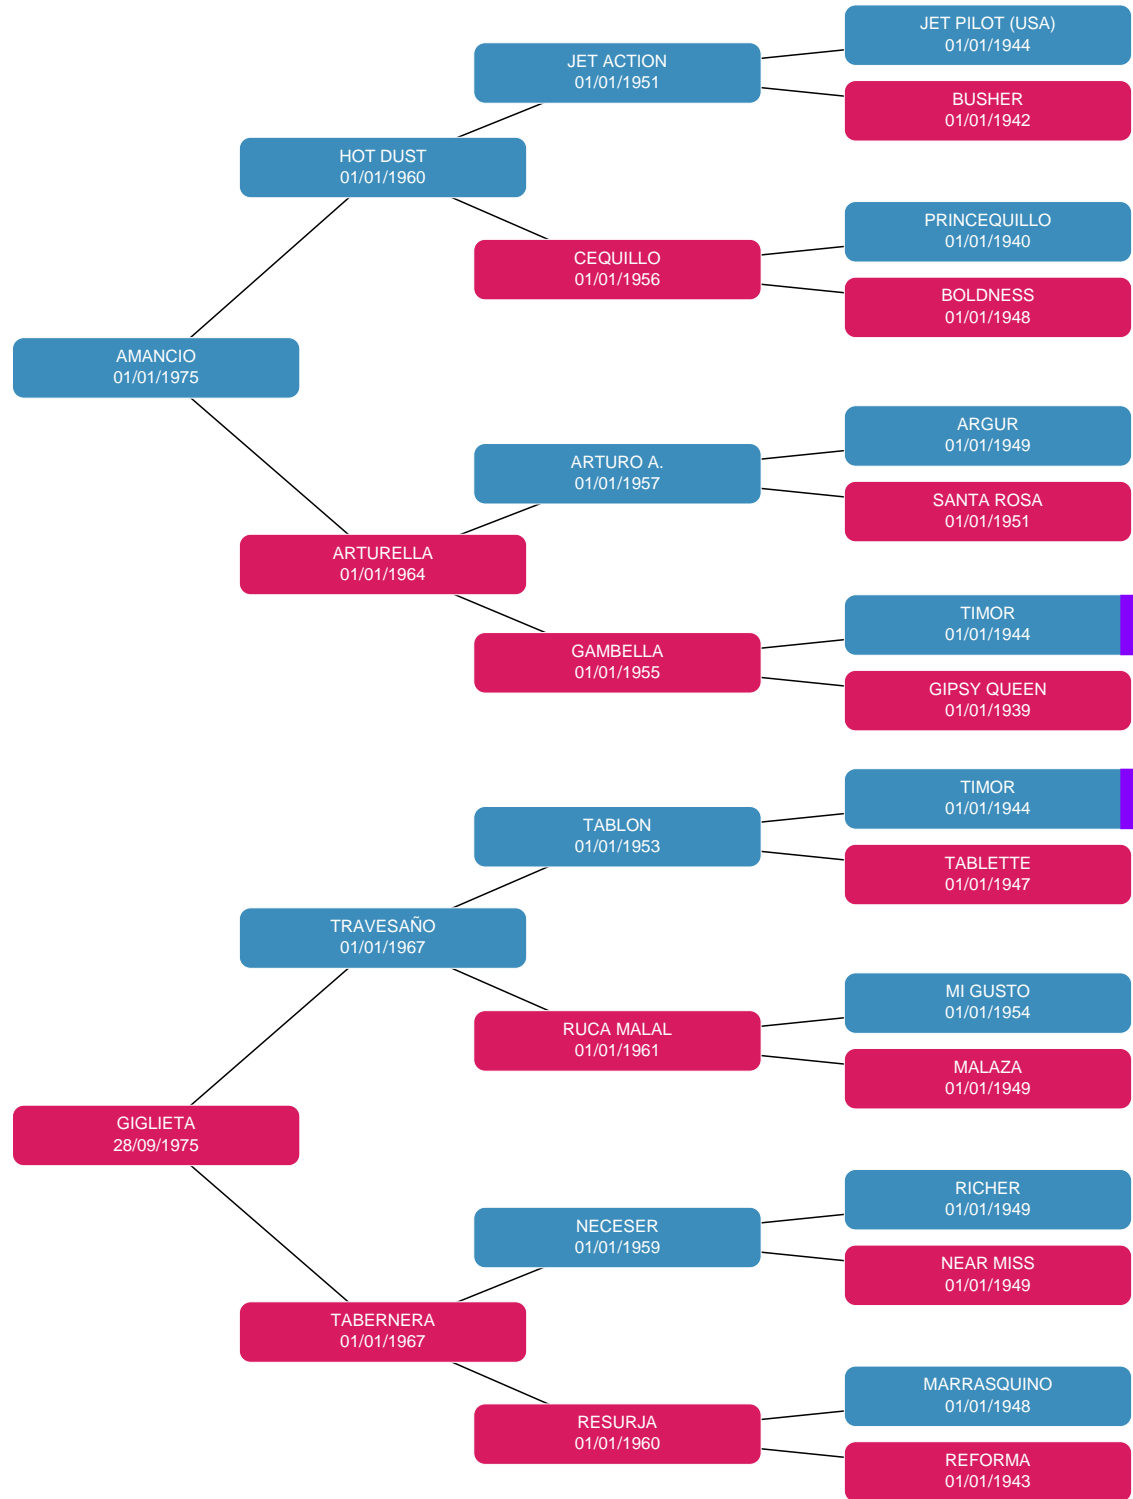 JET PILOT (USA)
01/01/1944
JET ACTION
01/01/1951
BUSHER
01/01/1942
HOT DUST
01/01/1960
PRINCEQUILLO
01/01/1940
CEQUILLO
01/01/1956
BOLDNESS
01/01/1948
AMANCIO
01/01/1975
ARGUR
01/01/1949
ARTURO A.
01/01/1957
SANTA ROSA
01/01/1951
ARTURELLA
01/01/1964
TIMOR
01/01/1944
GAMBELLA
01/01/1955
GIPSY QUEEN
01/01/1939
TIMOR
01/01/1944
TABLON
01/01/1953
TABLETTE
01/01/1947
TRAVESAÑO
01/01/1967
MI GUSTO
01/01/1954
RUCA MALAL
01/01/1961
MALAZA
01/01/1949
GIGLIETA
28/09/1975
RICHER
01/01/1949
NECESER
01/01/1959
NEAR MISS
01/01/1949
TABERNERA
01/01/1967
MARRASQUINO
01/01/1948
RESURJA
01/01/1960
REFORMA
01/01/1943